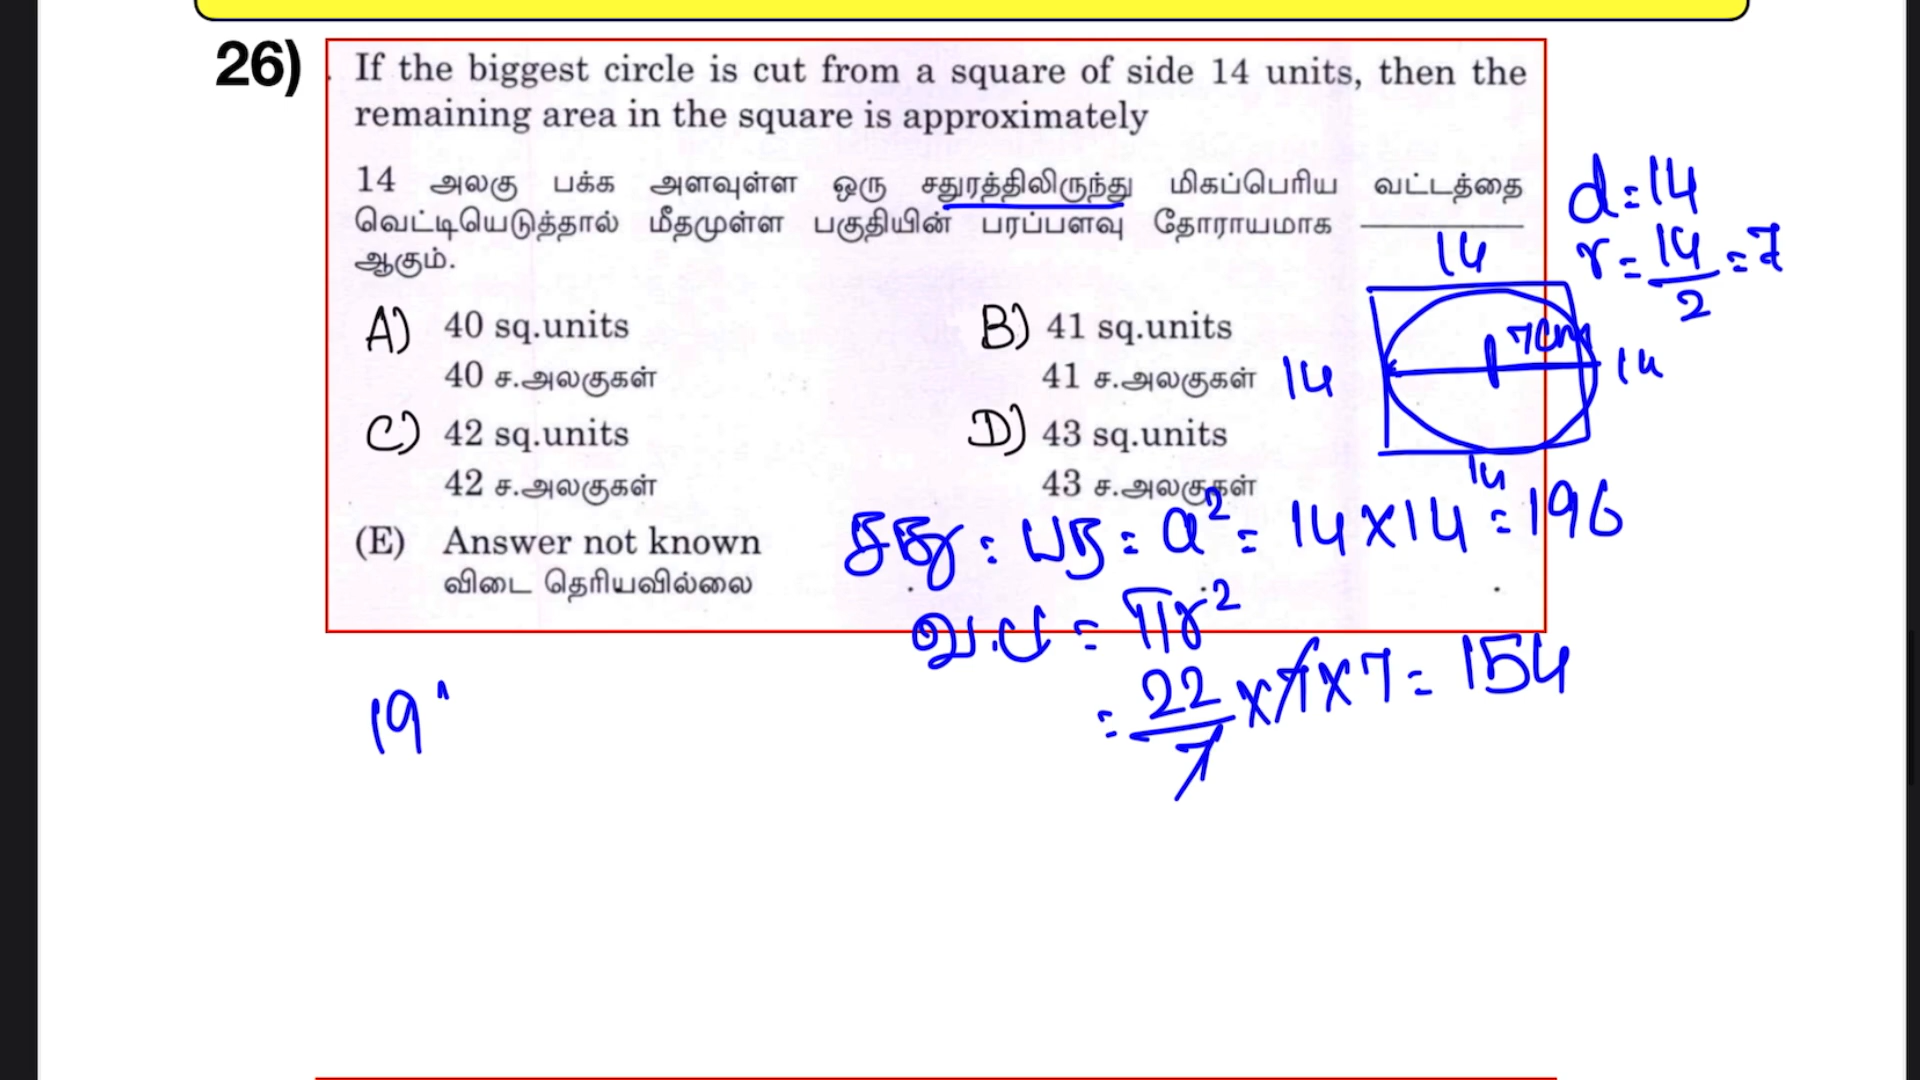 26)
If the biggest circle is cut from a square of side 14 units, then the
remaining area in the square is approximately
14 அலகு பக்க அளவுள்ள ஒரு சதுரத்திலிருந்து மிகப்பெரிய வட்டத்தை
வெட்டியெடுத்தால் மீதமுள்ள பகுதியின் பரப்பளவு தோராயமாக ________
ஆகும்.
A) 40 sq.units
40 ச.அலகுகள்
B) 41 sq.units
41 ச.அலகுகள்
C) 42 sq.units
42 ச.அலகுகள்
D) 43 sq.units
43 ச.அலகுகள்
(E) Answer not known
விடை தெரியவில்லை
d=14
r=14/2=7
14
7cm
14
14
14
= a² = 14×14 = 196
வ.ப = πr²
= 22/7 ×7×7 = 154
19